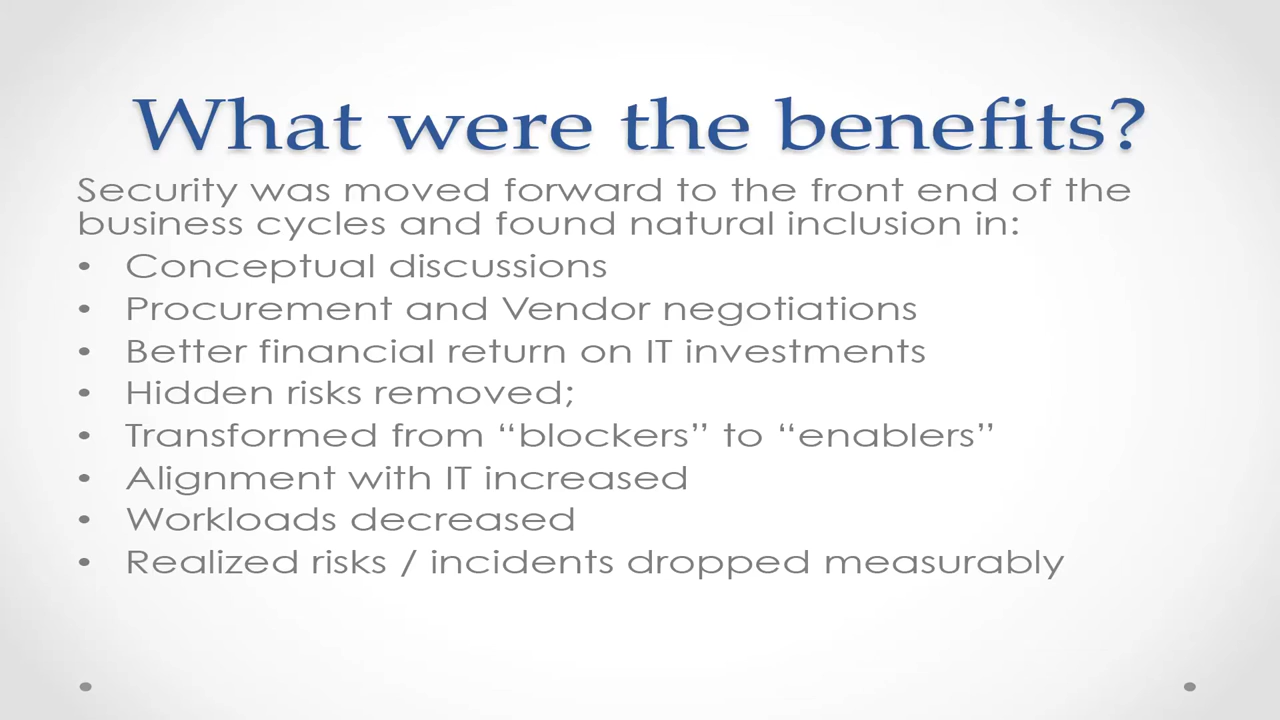 What were the benefits?
Security was moved forward to the front end of the
business cycles and found natural inclusion in:
• Conceptual discussions
• Procurement and Vendor negotiations
• Better financial return on IT investments
• Hidden risks removed;
• Transformed from “blockers” to “enablers”
• Alignment with IT increased
• Workloads decreased
• Realized risks / incidents dropped measurably